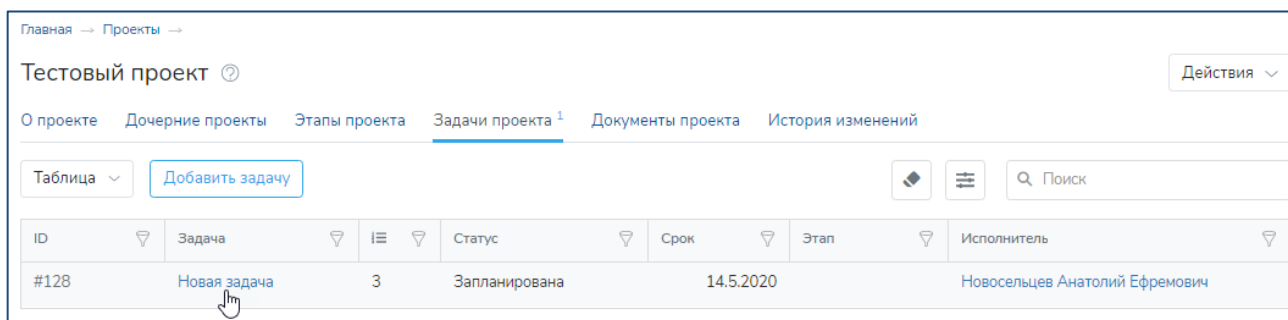 Главная → Проекты →
Тестовый проект
Действия
О проекте Дочерние проекты Этапы проекта Задачи проекта 1 Документы проекта История изменений
Таблица Добавить задачу Поиск
ID Задача Статус Срок Этап Исполнитель
#128 Новая задача 3 Запланирована 14.5.2020 Новосельцев Анатолий Ефремович